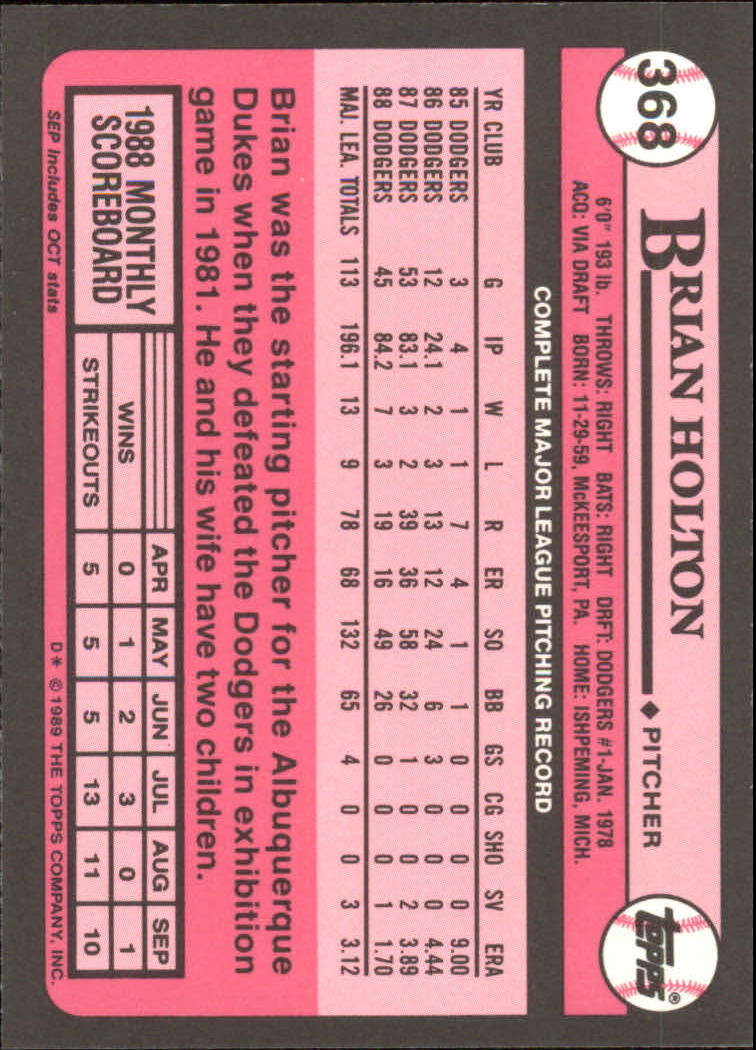 368
BRIAN HOLTON ◆ PITCHER
TOPPS®
6'0" 193 lb. THROWS: RIGHT BATS: RIGHT DRFT: DODGERS #1-JAN. 1978
ACQ: VIA DRAFT BORN: 11-29-59, McKEESPORT, PA. HOME: ISHPEMING, MICH.
COMPLETE MAJOR LEAGUE PITCHING RECORD
YR CLUB G IP W L R ER SO BB GS CG SHO SV ERA
85 DODGERS 3 4 1 1 7 4 1 1 0 0 0 0 9.00
86 DODGERS 12 24.1 2 3 13 12 24 6 3 0 0 0 4.44
87 DODGERS 53 83.1 3 2 39 36 58 32 1 0 0 2 3.89
88 DODGERS 45 84.2 7 3 19 16 49 26 0 0 0 1 1.70
MAJ. LEA. TOTALS 113 196.1 13 9 78 68 132 65 4 0 0 3 3.12
Brian was the starting pitcher for the Albuquerque
Dukes when they defeated the Dodgers in exhibition
game in 1981. He and his wife have two children.
1988 MONTHLY
SCOREBOARD
APR MAY JUN JUL AUG SEP
WINS 0 1 2 3 0 1
STRIKEOUTS 5 5 5 13 11 10
SEP includes OCT stats
D* © 1989 THE TOPPS COMPANY, INC.